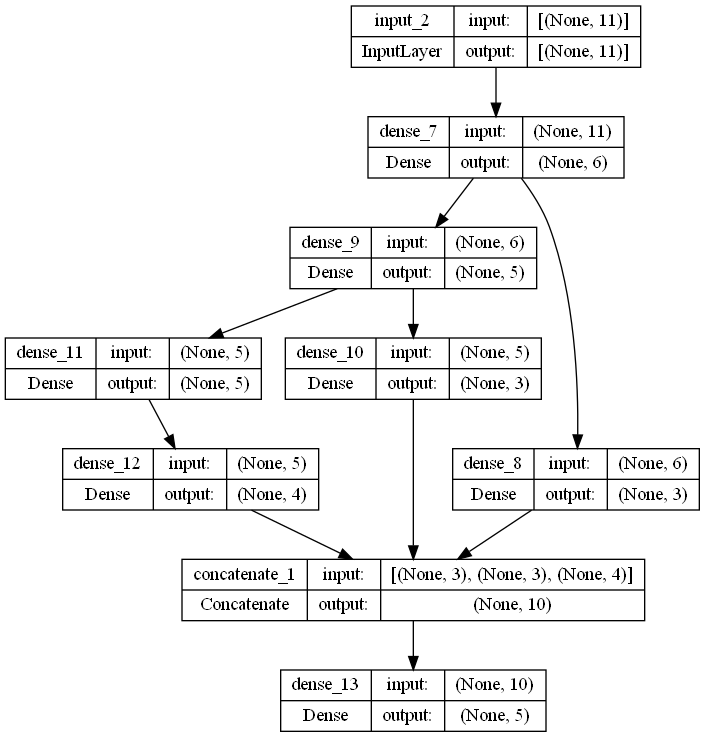 input_2 input: [(None, 11)]
InputLayer output: [(None, 11)]
dense_7 input: (None, 11)
Dense output: (None, 6)
dense_9 input: (None, 6)
Dense output: (None, 5)
dense_11 input: (None, 5)
Dense output: (None, 5)
dense_10 input: (None, 5)
Dense output: (None, 3)
dense_12 input: (None, 5)
Dense output: (None, 4)
dense_8 input: (None, 6)
Dense output: (None, 3)
concatenate_1 input: [(None, 3), (None, 3), (None, 4)]
Concatenate output: (None, 10)
dense_13 input: (None, 10)
Dense output: (None, 5)